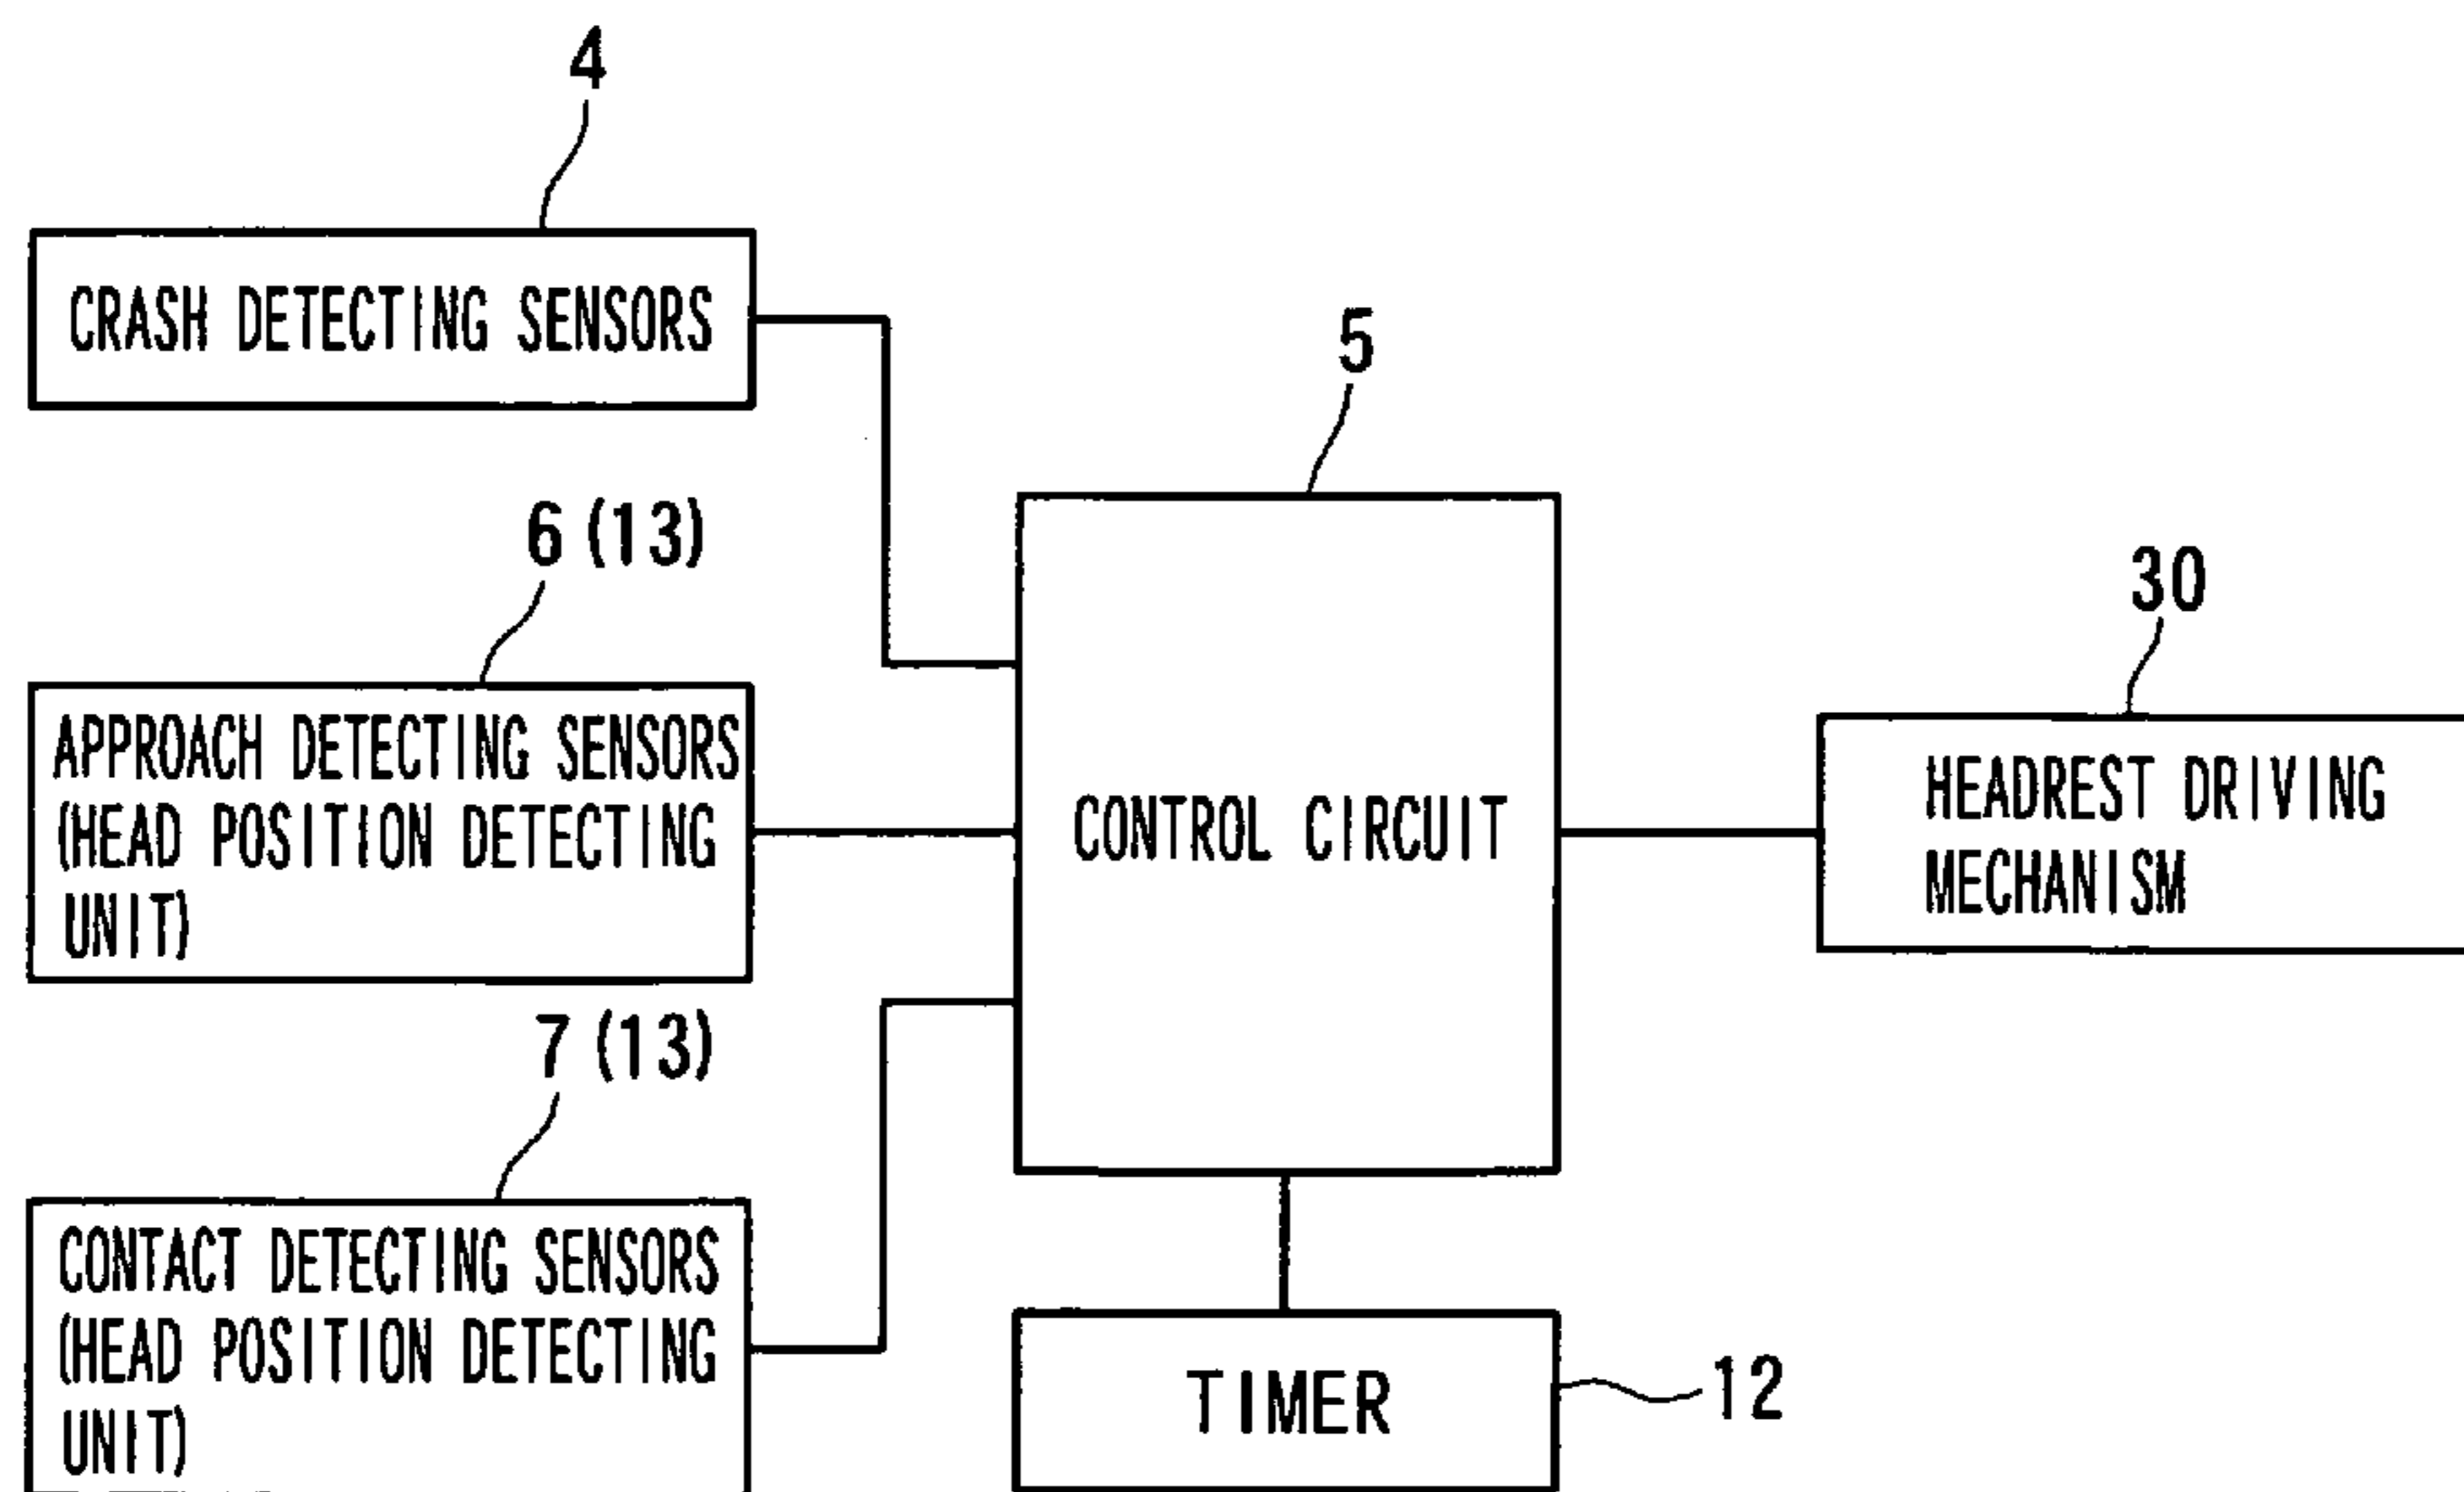 4
CRASH DETECTING SENSORS
5
6 (13)
30
APPROACH DETECTING SENSORS
(HEAD POSITION DETECTING
UNIT)
CONTROL CIRCUIT
HEADREST DRIVING
MECHANISM
7 (13)
CONTACT DETECTING SENSORS
(HEAD POSITION DETECTING
UNIT)
TIMER
12